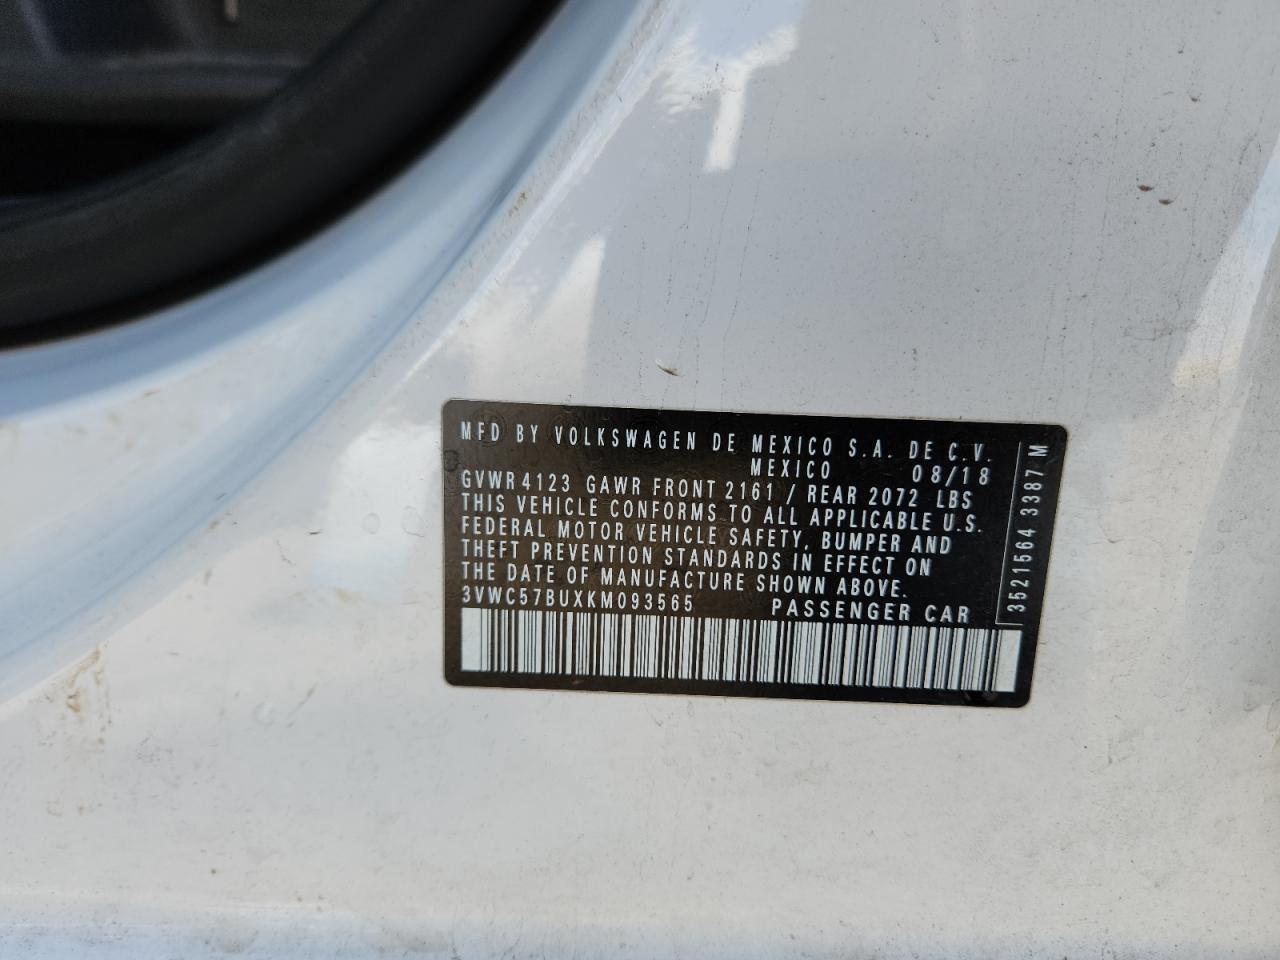 MFD BY VOLKSWAGEN DE MEXICO S.A. DE C.V.
MEXICO 08/18
GVWR 4123 GAWR FRONT 2161 / REAR 2072 LBS
THIS VEHICLE CONFORMS TO ALL APPLICABLE U.S.
FEDERAL MOTOR VEHICLE SAFETY, BUMPER AND
THEFT PREVENTION STANDARDS IN EFFECT ON
THE DATE OF MANUFACTURE SHOWN ABOVE.
3VWC57BUXKM093565 PASSENGER CAR
3521564 3387 M